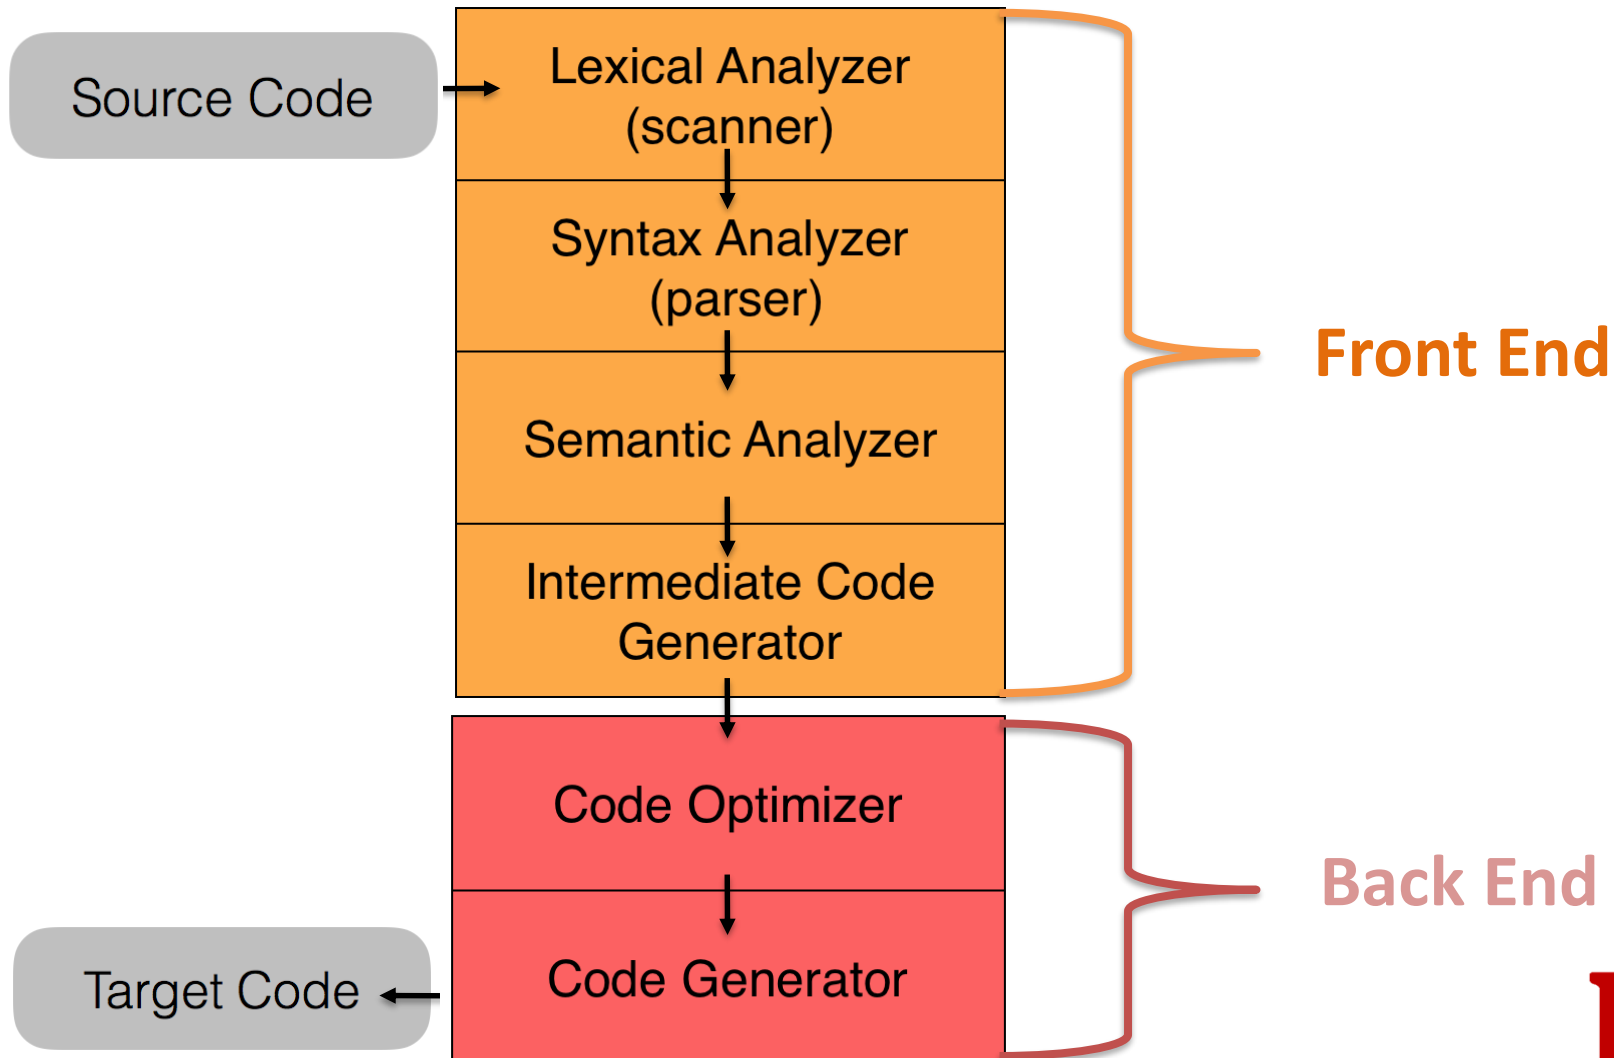 Source Code
Lexical Analyzer
(scanner)
Syntax Analyzer
(parser)
Front End
Semantic Analyzer
Intermediate Code
Generator
Code Optimizer
Back End
Code Generator
Target Code